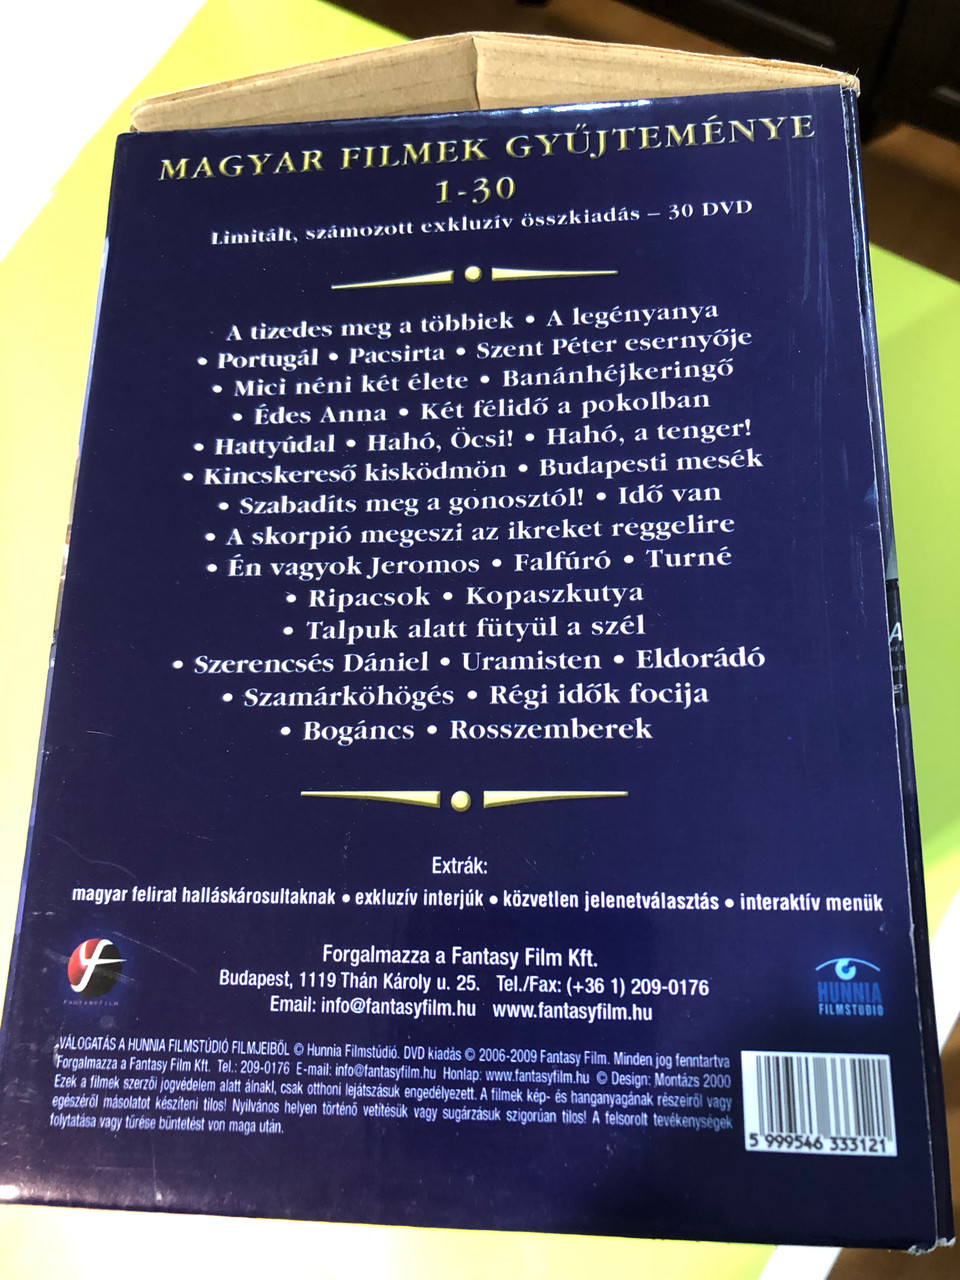 MAGYAR FILMEK GYŰJTEMÉNYE
1-30
Limitált, számozott exkluzív összkiadás – 30 DVD
A tizedes meg a többiek • A legényanya
• Portugál • Pacsirta • Szent Péter esernyője
• Mici néni két élete • Banánhéjkeringő
• Édes Anna • Két félidő a pokolban
• Hattyúdal • Hahó, Öcsi! • Hahó, a tenger!
• Kincskereső kisködmön • Budapesti mesék
• Szabadíts meg a gonosztól! • Idő van
• A skorpió megeszi az ikreket reggelire
• Én vagyok Jeromos • Falfúró • Turné
• Ripacsok • Kopaszkutya
• Talpuk alatt fütyül a szél
• Szerencsés Dániel • Uramisten • Eldorádó
• Szamárköhögés • Régi idők focija
• Bogáncs • Rosszemberek
Extrák:
magyar felirat halláskárosultaknak • exkluzív interjúk • közvetlen jelenetválasztás • interaktív menük
Forgalmazza a Fantasy Film Kft.
Budapest, 1119 Thán Károly u. 25. Tel./Fax: (+36 1) 209-0176
Email: info@fantasyfilm.hu www.fantasyfilm.hu
FANTASYFILM
HUNNIA
FILMSTUDIO
VÁLOGATÁS A HUNNIA FILMSTÚDIÓ FILMJEIBŐL © Hunnia Filmstúdió. DVD kiadás © 2006-2009 Fantasy Film. Minden jog fenntartva
Forgalmazza a Fantasy Film Kft. Tel.: 209-0176 E-mail: info@fantasyfilm.hu Honlap: www.fantasyfilm.hu © Design: Montázs 2000
Ezek a filmek szerzői jogvédelem alatt álnakl, csak otthoni lejátszásuk engedélyezett. A filmek kép- és hanganyagának részeiről vagy
egészéről másolatot készíteni tilos! Nyilvános helyen történő vetítésük vagy sugárzásuk szigorúan tilos! A felsorolt tevékenységek
folytatása vagy tűrése büntetést von maga után.
5 999546 333121